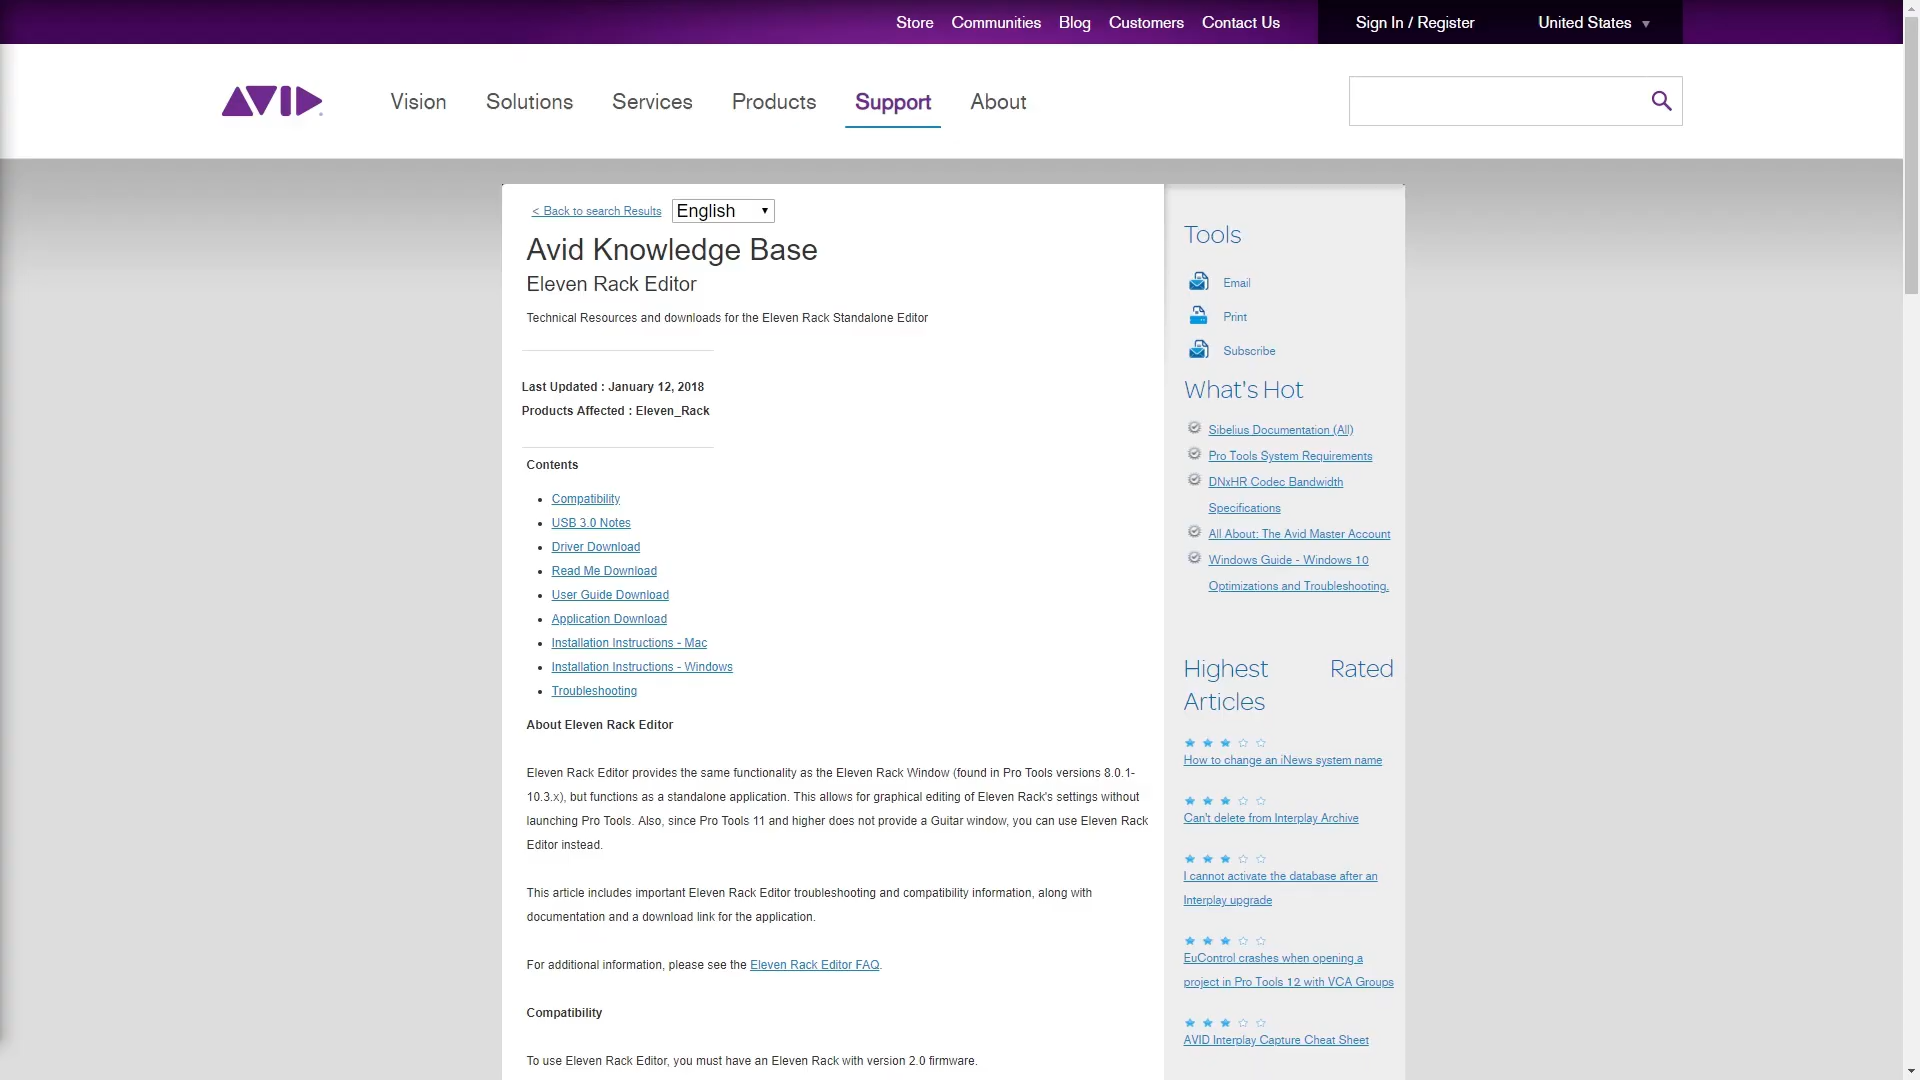 Store Communities Blog Customers Contact Us Sign In / Register United States
AVID Vision Solutions Services Products Support About
< Back to search Results English
Avid Knowledge Base
Eleven Rack Editor
Technical Resources and downloads for the Eleven Rack Standalone Editor
Last Updated : January 12, 2018
Products Affected : Eleven_Rack
Contents
Compatibility
USB 3.0 Notes
Driver Download
Read Me Download
User Guide Download
Application Download
Installation Instructions - Mac
Installation Instructions - Windows
Troubleshooting
About Eleven Rack Editor
Eleven Rack Editor provides the same functionality as the Eleven Rack Window (found in Pro Tools versions 8.0.1-
10.3.x), but functions as a standalone application. This allows for graphical editing of Eleven Rack's settings without
launching Pro Tools. Also, since Pro Tools 11 and higher does not provide a Guitar window, you can use Eleven Rack
Editor instead.
This article includes important Eleven Rack Editor troubleshooting and compatibility information, along with
documentation and a download link for the application.
For additional information, please see the Eleven Rack Editor FAQ.
Compatibility
To use Eleven Rack Editor, you must have an Eleven Rack with version 2.0 firmware.
Tools
Email
Print
Subscribe
What's Hot
Sibelius Documentation (All)
Pro Tools System Requirements
DNxHR Codec Bandwidth
Specifications
All About: The Avid Master Account
Windows Guide - Windows 10
Optimizations and Troubleshooting.
Highest Rated
Articles
How to change an iNews system name
Can't delete from Interplay Archive
I cannot activate the database after an
Interplay upgrade
EuControl crashes when opening a
project in Pro Tools 12 with VCA Groups
AVID Interplay Capture Cheat Sheet